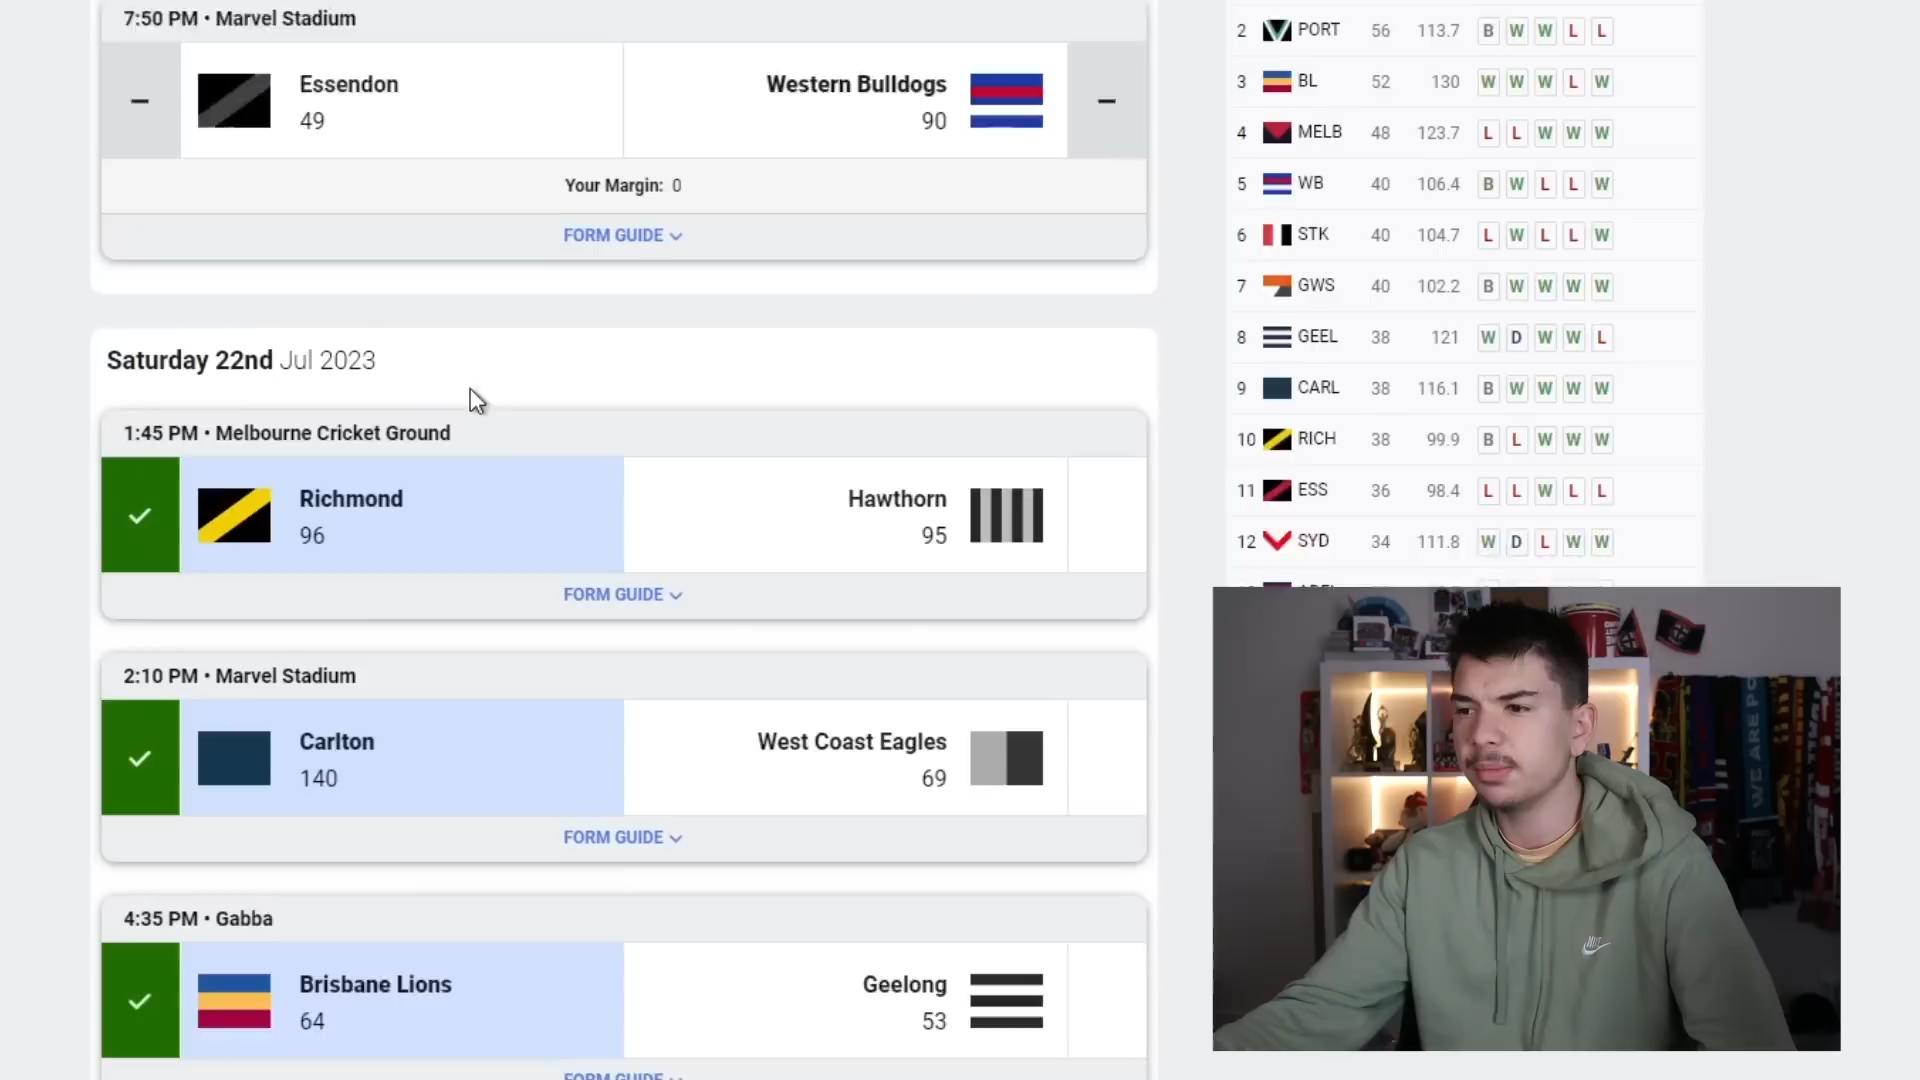 7:50 PM • Marvel Stadium
Essendon
49
Western Bulldogs
90
Your Margin: 0
FORM GUIDE
Saturday 22nd Jul 2023
1:45 PM • Melbourne Cricket Ground
Richmond
96
Hawthorn
95
FORM GUIDE
2:10 PM • Marvel Stadium
Carlton
140
West Coast Eagles
69
FORM GUIDE
4:35 PM • Gabba
Brisbane Lions
64
Geelong
53
FORM GUIDE
2 PORT 56 113.7 B W W L L
3 BL 52 130 W W W L W
4 MELB 48 123.7 L L W W W
5 WB 40 106.4 B W L L W
6 STK 40 104.7 L W L L W
7 GWS 40 102.2 B W W W W
8 GEEL 38 121 W D W W L
9 CARL 38 116.1 B W W W W
10 RICH 38 99.9 B L W W W
11 ESS 36 98.4 L L W L L
12 SYD 34 111.8 W D L W W
WE ARE